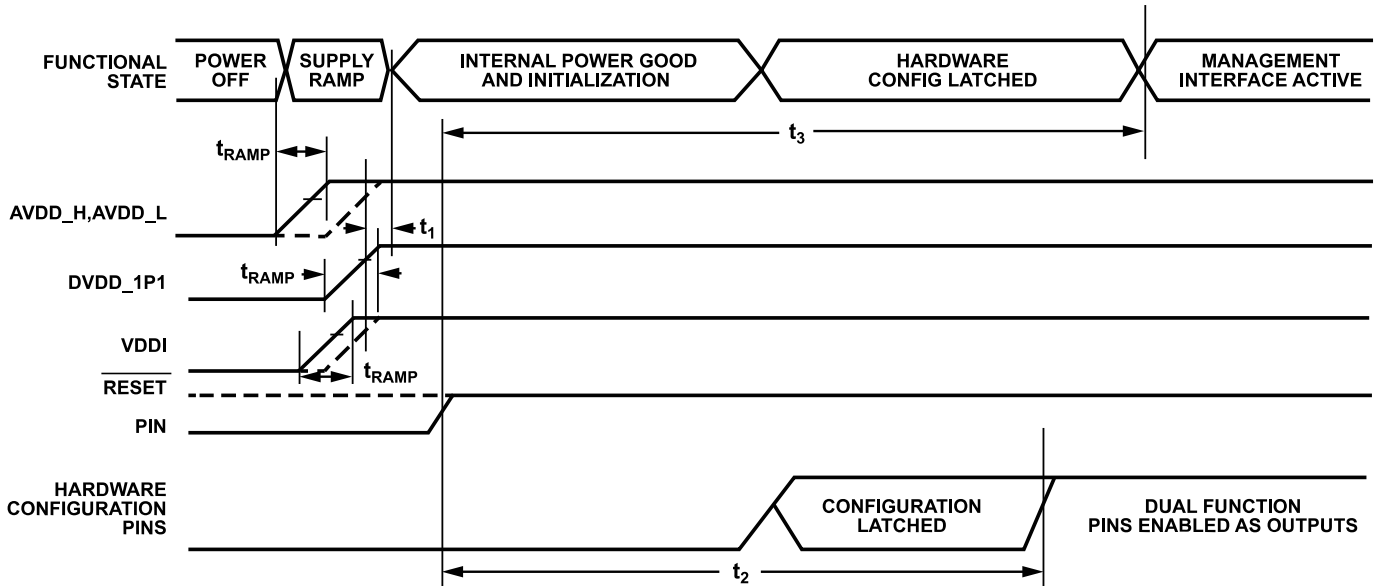 FUNCTIONAL
STATE
POWER
OFF
SUPPLY
RAMP
INTERNAL POWER GOOD
AND INITIALIZATION
HARDWARE
CONFIG LATCHED
MANAGEMENT
INTERFACE ACTIVE
t3
tRAMP
AVDD_H,AVDD_L
t1
tRAMP
DVDD_1P1
VDDI
tRAMP
RESET
PIN
HARDWARE
CONFIGURATION
PINS
CONFIGURATION
LATCHED
DUAL FUNCTION
PINS ENABLED AS OUTPUTS
t2